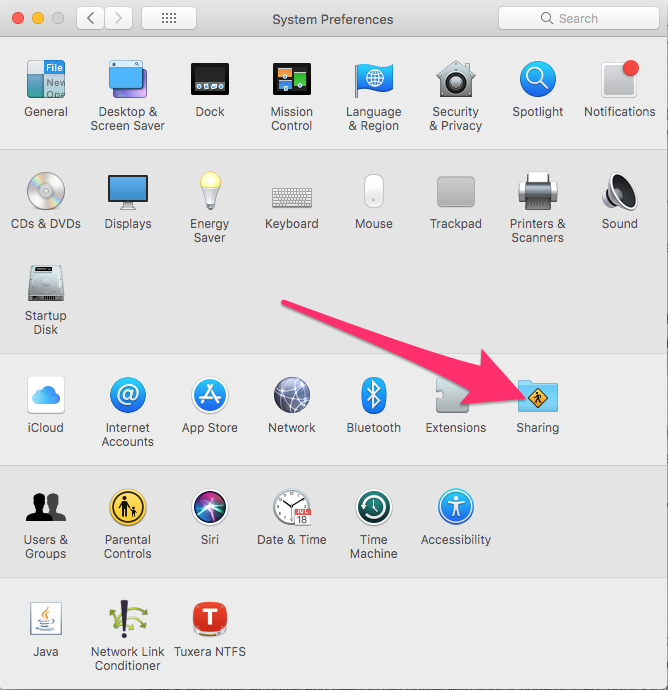 System Preferences
Search
File
New
Ope
General
Desktop &
Screen Saver
Dock
Mission
Control
Language
& Region
Security
& Privacy
Spotlight
Notifications
CDs & DVDs
Displays
Energy
Saver
Keyboard
Mouse
Trackpad
Printers &
Scanners
Sound
Startup
Disk
@
iCloud
Internet
Accounts
App Store
Network
Bluetooth
Extensions
Sharing
JUL
18
Users &
Groups
Parental
Controls
Siri
Date & Time
Time
Machine
Accessibility
T
Java
Network Link
Conditioner
Tuxera NTFS